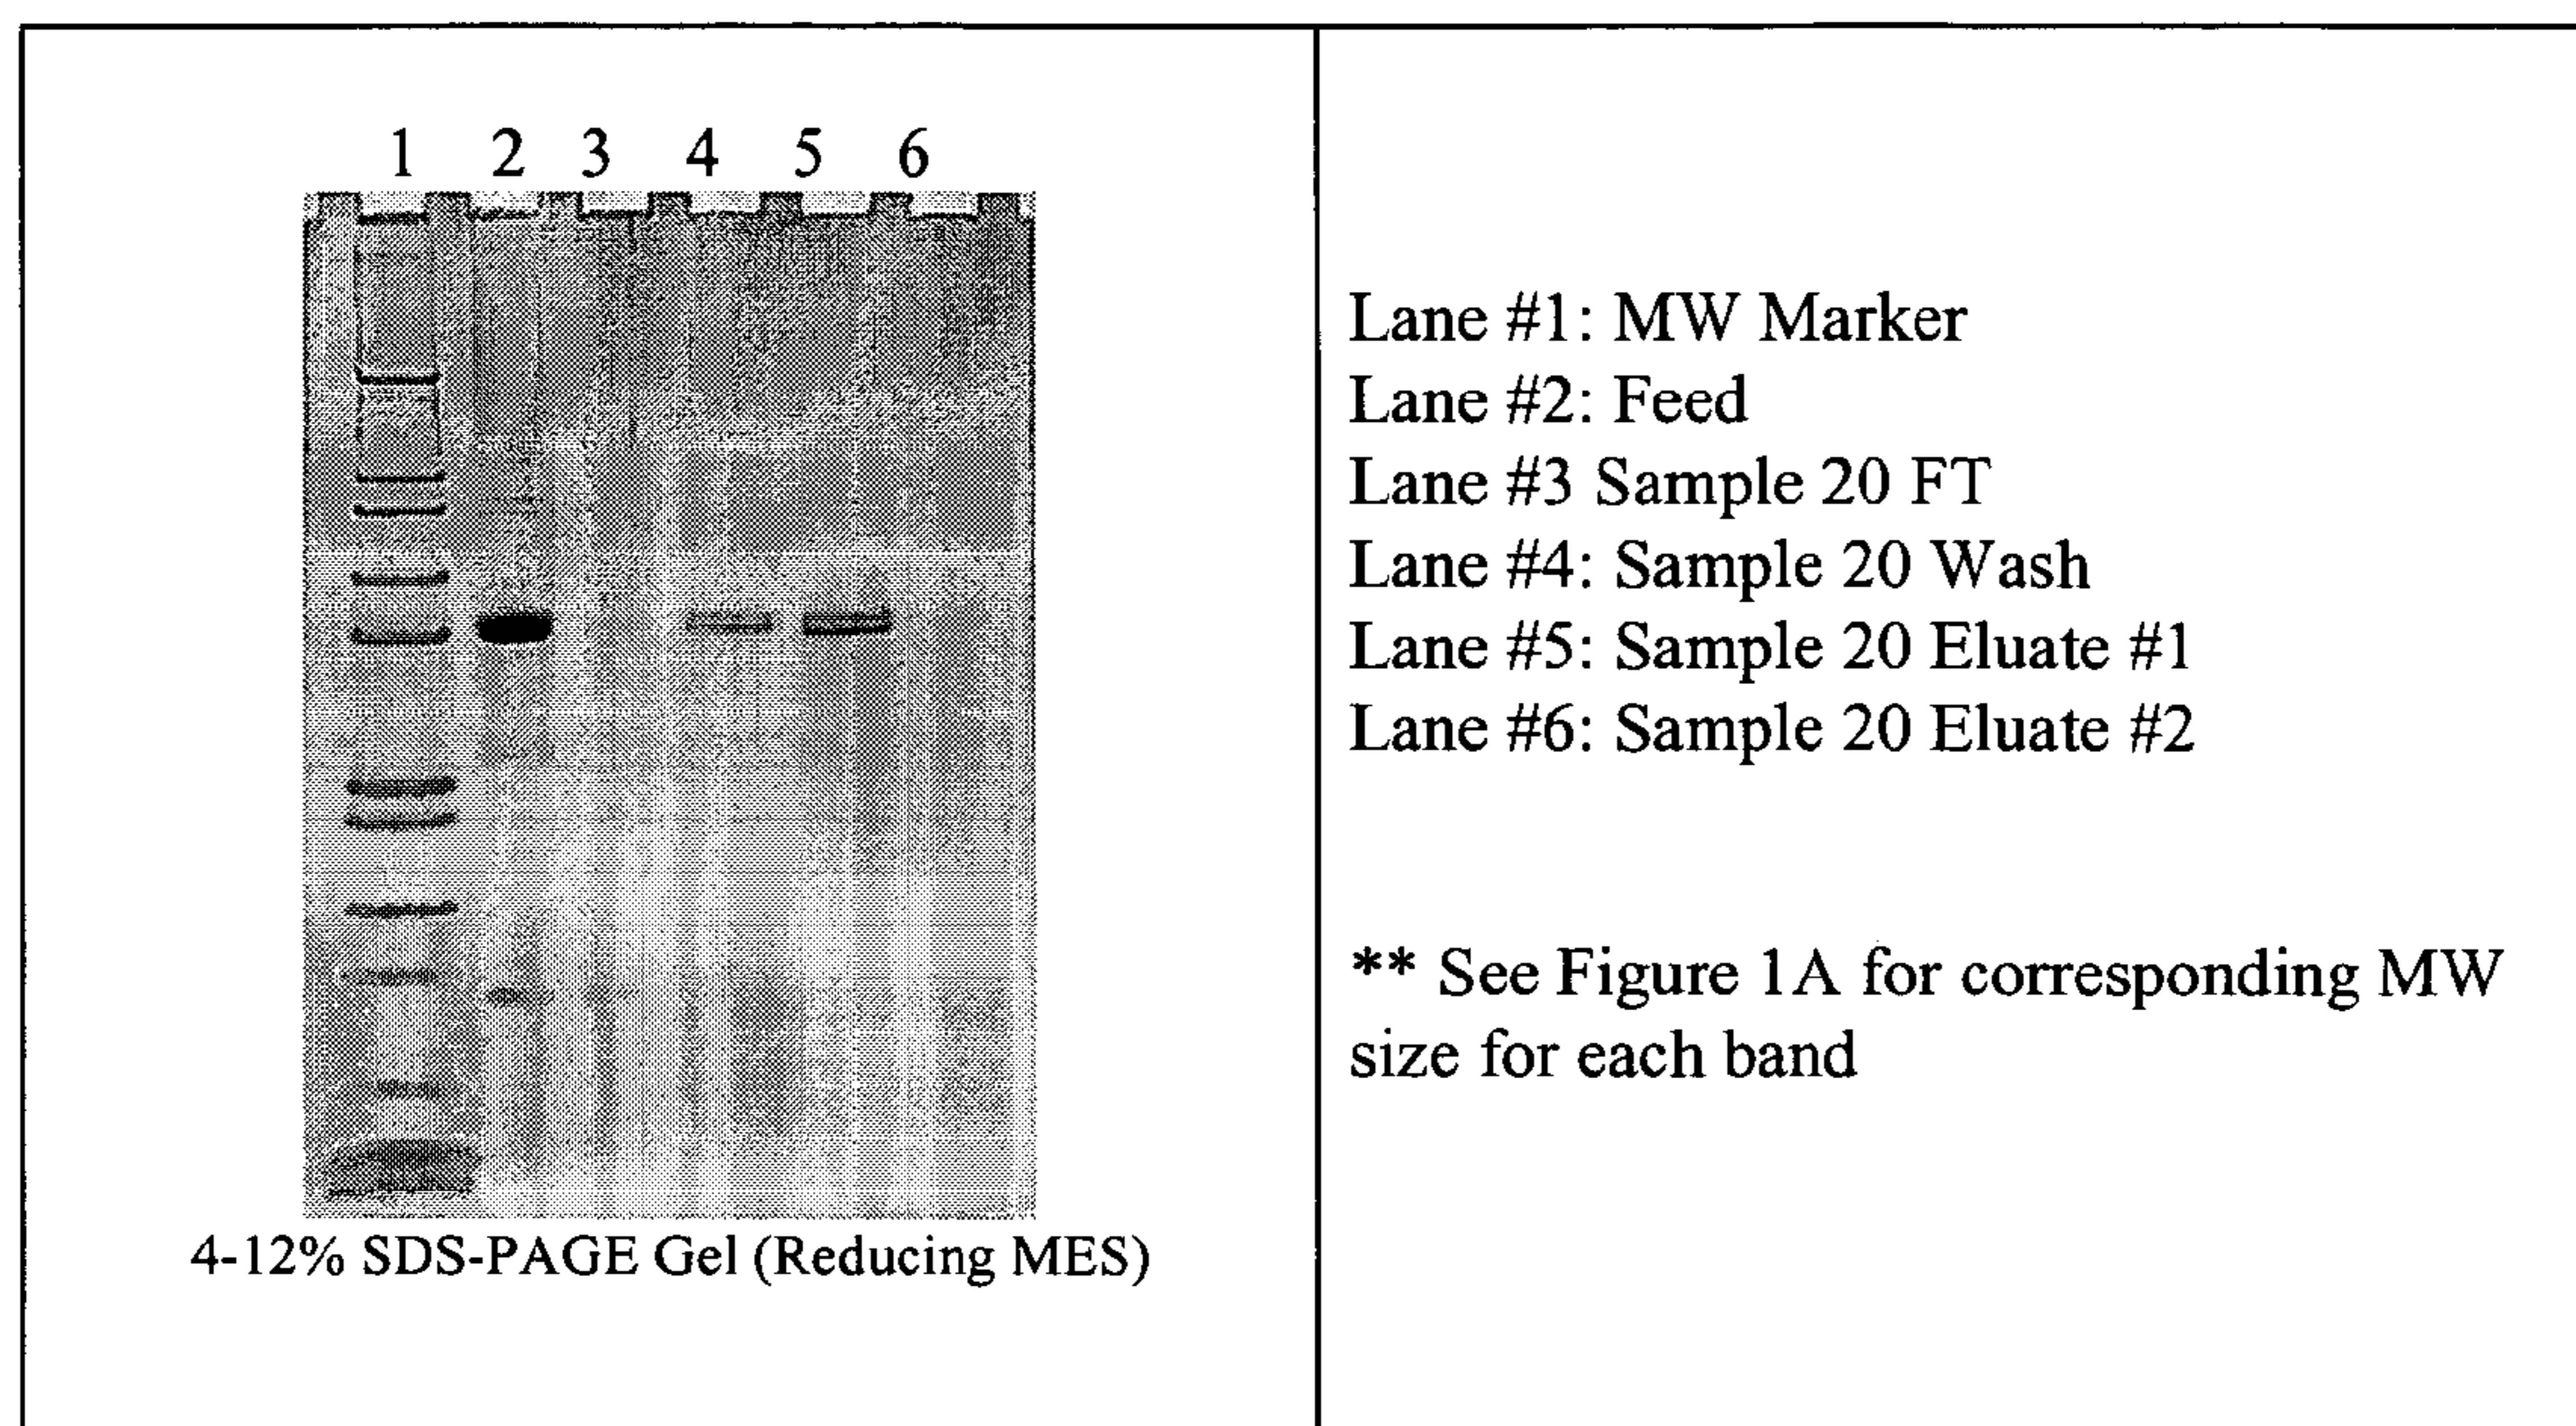 1 2 3 4 5 6
4-12% SDS-PAGE Gel (Reducing MES)
Lane #1: MW Marker
Lane #2: Feed
Lane #3 Sample 20 FT
Lane #4: Sample 20 Wash
Lane #5: Sample 20 Eluate #1
Lane #6: Sample 20 Eluate #2
** See Figure 1A for corresponding MW
size for each band